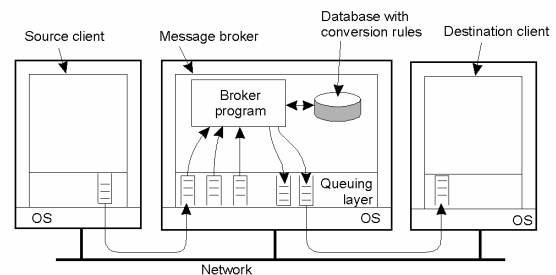 Database with
conversion rules
Source client
Message broker
Destination client
Broker
program
Queuing
layer
OS
OS
OS
Network